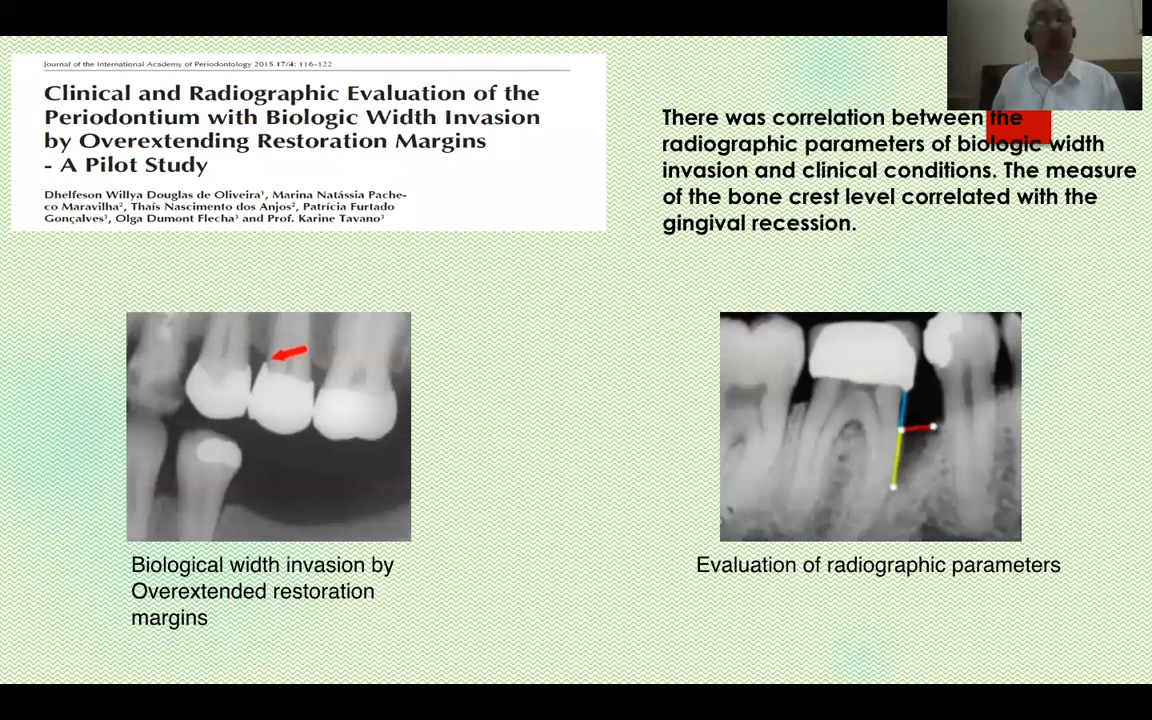 Journal of the International Academy of Periodontology 2015 17/4: 116–122
Clinical and Radiographic Evaluation of the
Periodontium with Biologic Width Invasion
by Overextending Restoration Margins
- A Pilot Study
Dhelfeson Willya Douglas de Oliveira¹, Marina Natássia Pache-
co Maravilha², Thaís Nascimento dos Anjos², Patrícia Furtado
Gonçalves³, Olga Dumont Flecha³ and Prof. Karine Tavano³
There was correlation between the
radiographic parameters of biologic width
invasion and clinical conditions. The measure
of the bone crest level correlated with the
gingival recession.
Biological width invasion by
Overextended restoration
margins
Evaluation of radiographic parameters